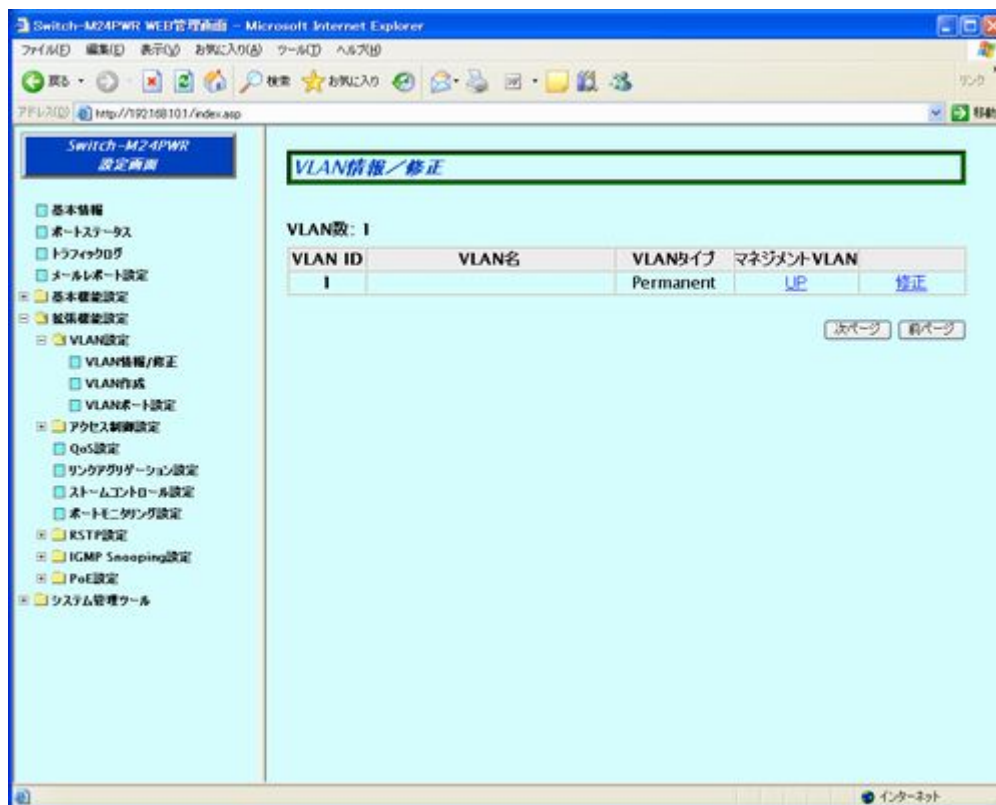 Switch-M24PWR WEB管理画面 - Microsoft Internet Explorer
ファイル(F) 編集(E) 表示(V) お気に入り(A) ツール(T) ヘルプ(H)
戻る 検索 お気に入り リンク
アドレス(D) http://192.168.10.1/index.asp 移動
Switch-M24PWR
設定画面
VLAN情報／修正
基本情報
ポートステータス
トラフィックログ
メールレポート設定
基本機能設定
拡張機能設定
VLAN設定
VLAN情報/修正
VLAN作成
VLANポート設定
アクセス制御設定
QoS設定
リンクアグリゲーション設定
ストームコントロール設定
ポートモニタリング設定
RSTP設定
IGMP Snooping設定
PoE設定
システム管理ツール
VLAN数: 1
VLAN ID VLAN名 VLANタイプ マネジメントVLAN
1 Permanent UP 修正
次ページ 前ページ
インターネット